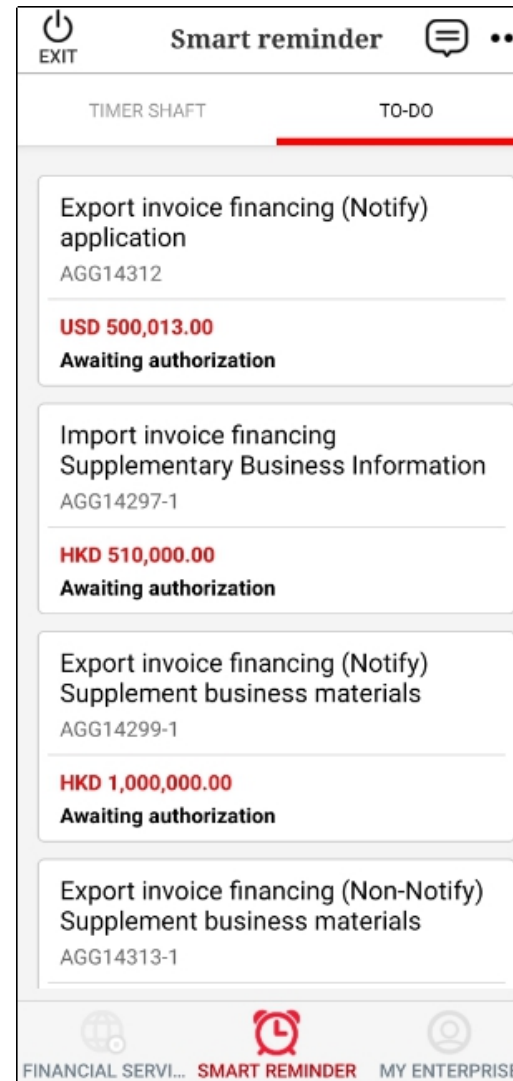 Smart reminder
EXIT
TIMER SHAFT TO-DO
Export invoice financing (Notify)
application
AGG14312
USD 500,013.00
Awaiting authorization
Import invoice financing
Supplementary Business Information
AGG14297-1
HKD 510,000.00
Awaiting authorization
Export invoice financing (Notify)
Supplement business materials
AGG14299-1
HKD 1,000,000.00
Awaiting authorization
Export invoice financing (Non-Notify)
Supplement business materials
AGG14313-1
FINANCIAL SERVI... SMART REMINDER MY ENTERPRISE